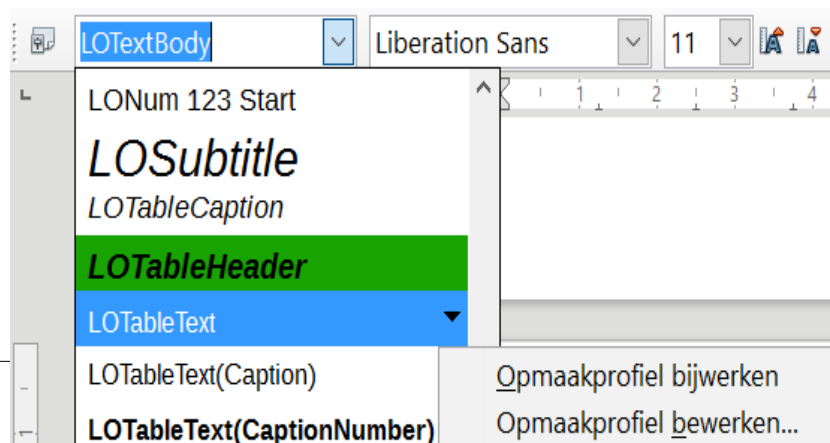 LOTextBody Liberation Sans 11
LONum 123 Start
1 2 3 4
LOSubtitle
LOTableCaption
LOTableHeader
LOTableText
LOTableText(Caption)
Opmaakprofiel bijwerken
LOTableText(CaptionNumber)
Opmaakprofiel bewerken...
1